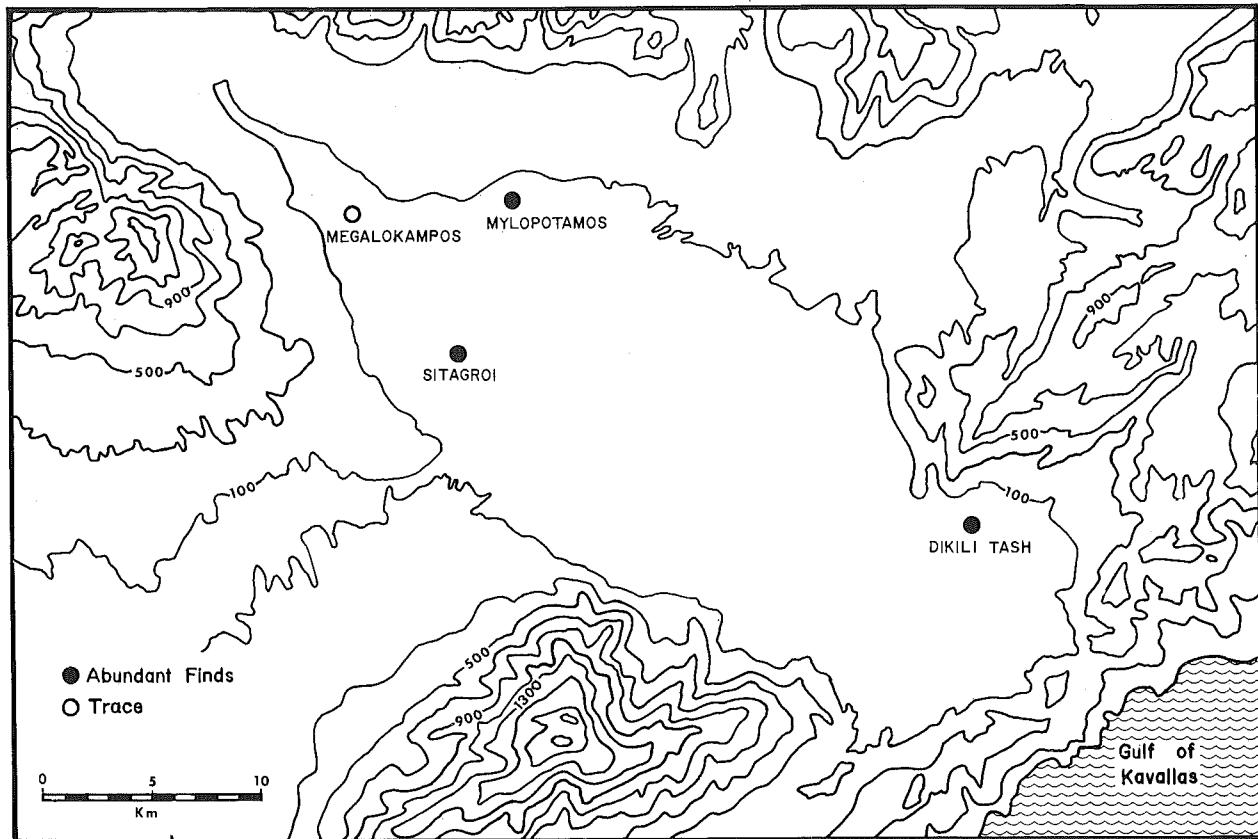 MEGALOKAMPOS
MYLOPOTAMOS
900
900
500
SITAGROI
500
100
100
DIKILI TASH
500
900
1300
Abundant Finds
Trace
0 5 10
Km
Gulf of
Kavallas